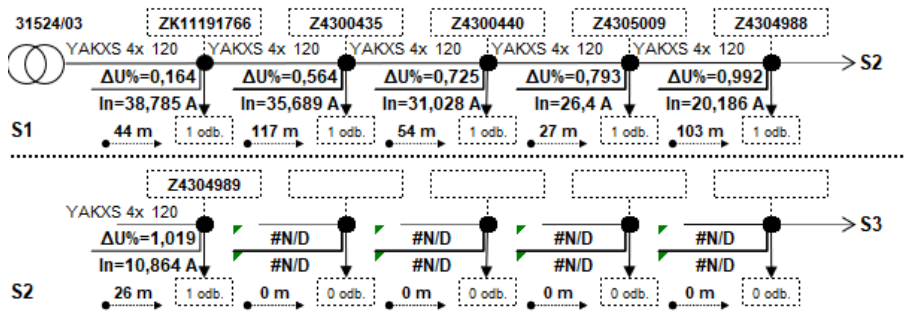 31524/03 ZK11191766 Z4300435 Z4300440 Z4305009 Z4304988
YAKXS 4x 120 YAKXS 4x 120 YAKXS 4x 120 YAKXS 4x 120 YAKXS 4x 120
S2
ΔU%=0,164 ΔU%=0,564 ΔU%=0,725 ΔU%=0,793 ΔU%=0,992
In=38,785 A In=35,689 A In=31,028 A In=26,4 A In=20,186 A
S1 44 m 1 odb. 117 m 1 odb. 54 m 1 odb. 27 m 1 odb. 103 m 1 odb.
Z4304989
YAKXS 4x 120
S3
ΔU%=1,019 #N/D #N/D #N/D #N/D
In=10,864 A #N/D #N/D #N/D #N/D
S2 26 m 1 odb. 0 m 0 odb. 0 m 0 odb. 0 m 0 odb. 0 m 0 odb.